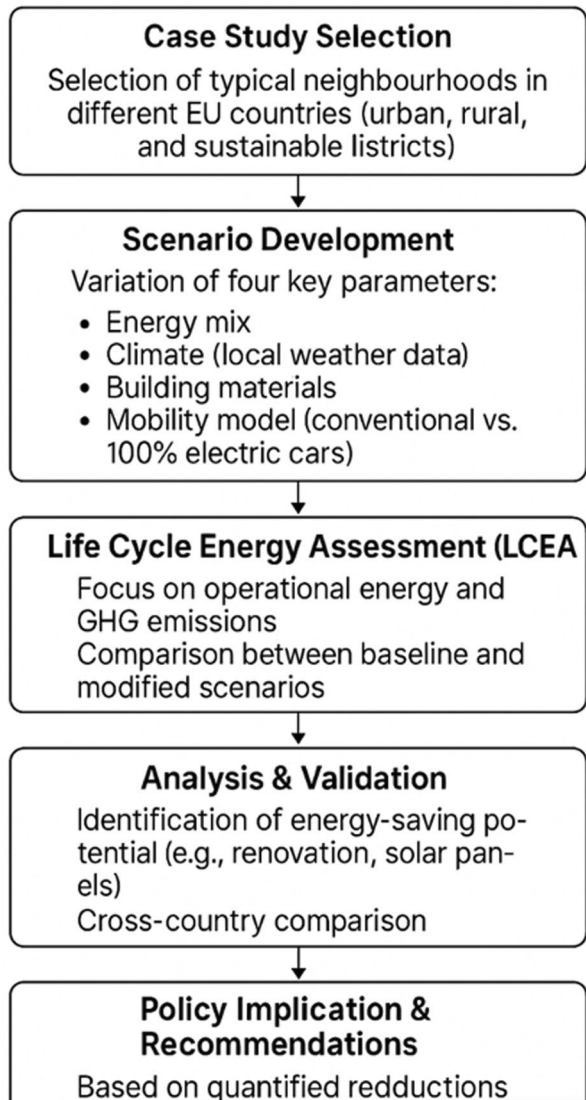 Case Study Selection
Selection of typical neighbourhoods in
different EU countries (urban, rural,
and sustainable listricts)
Scenario Development
Variation of four key parameters:
• Energy mix
• Climate (local weather data)
• Building materials
• Mobility model (conventional vs.
100% electric cars)
Life Cycle Energy Assessment (LCEA
Focus on operational energy and
GHG emissions
Comparison between baseline and
modified scenarios
Analysis & Validation
Identification of energy-saving po-
tential (e.g., renovation, solar pan-
els)
Cross-country comparison
Policy Implication &
Recommendations
Based on quantified redductions